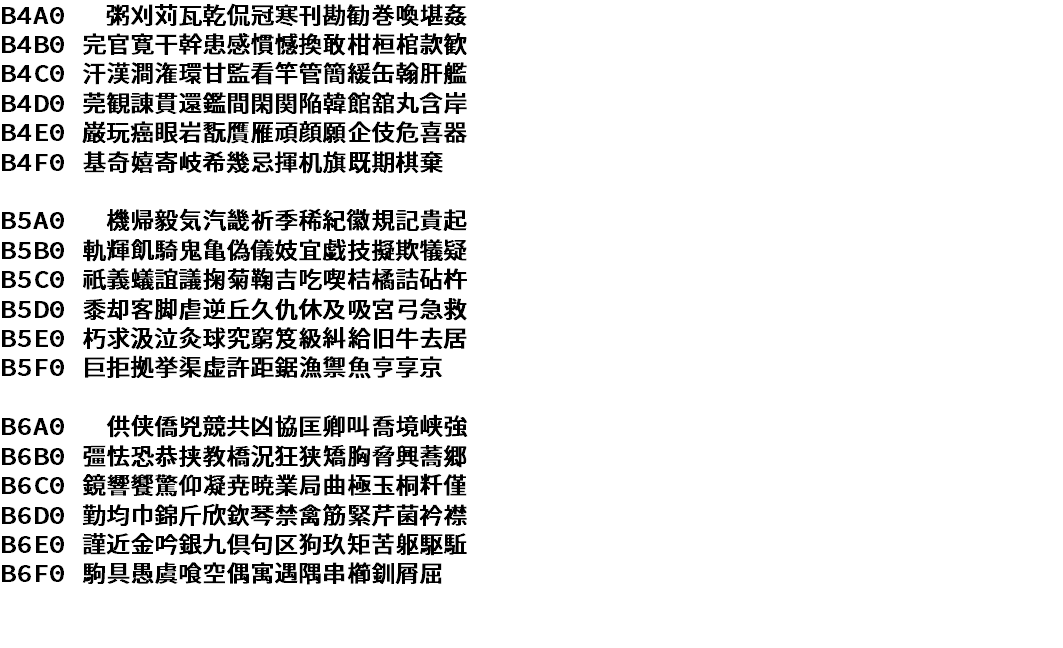 B4A0 　粥刈苅瓦乾侃冠寒刊勘勧巻喚堪姦
B4B0 完官寛干幹患感慣憾換敢柑桓棺款歓
B4C0 汗漢澗潅環甘監看竿管簡緩缶翰肝艦
B4D0 莞観諌貫還鑑間閑関陥韓館舘丸含岸
B4E0 巌玩癌眼岩翫贋雁頑顔願企伎危喜器
B4F0 基奇嬉寄岐希幾忌揮机旗既期棋棄

B5A0 　機帰毅気汽畿祈季稀紀徽規記貴起
B5B0 軌輝飢騎鬼亀偽儀妓宜戯技擬欺犠疑
B5C0 祇義蟻誼議掬菊鞠吉吃喫桔橘詰砧杵
B5D0 黍却客脚虐逆丘久仇休及吸宮弓急救
B5E0 朽求汲泣灸球究窮笈級糾給旧牛去居
B5F0 巨拒拠挙渠虚許距鋸漁禦魚亨享京

B6A0 　供侠僑兇競共凶協匡卿叫喬境峡強
B6B0 彊怯恐恭挟教橋況狂狭矯胸脅興蕎郷
B6C0 鏡響饗驚仰凝尭暁業局曲極玉桐粁僅
B6D0 勤均巾錦斤欣欽琴禁禽筋緊芹菌衿襟
B6E0 謹近金吟銀九倶句区狗玖矩苦躯駆駈
B6F0 駒具愚虞喰空偶寓遇隅串櫛釧屑屈